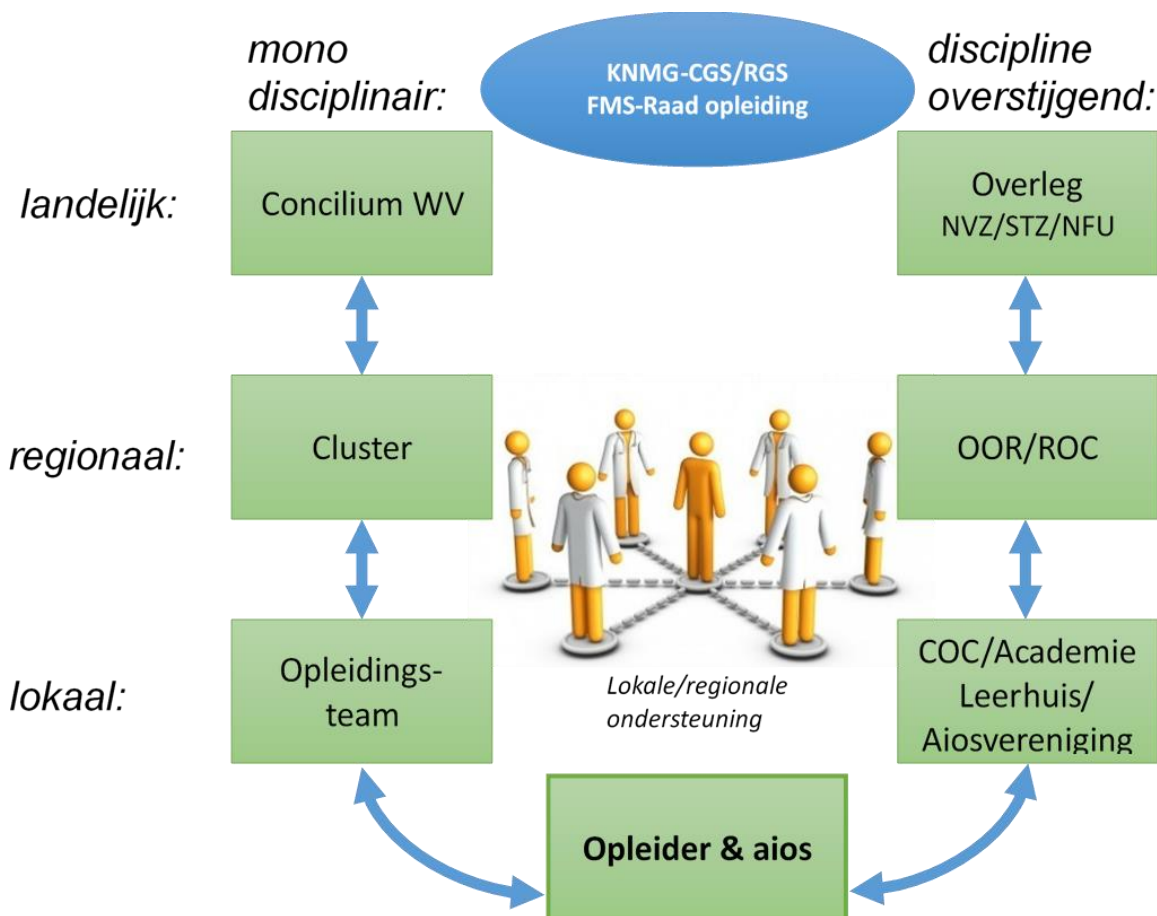 mono
disciplinair:
KNMG-CGS/RGS
FMS-Raad opleiding
discipline
overstijgend:
landelijk:
Concilium WV
Overleg
NVZ/STZ/NFU
regionaal:
Cluster
OOR/ROC
lokaal:
Opleidings-
team
Lokale/regionale
ondersteuning
COC/Academie
Leerhuis/
Aiosvereniging
Opleider & aios